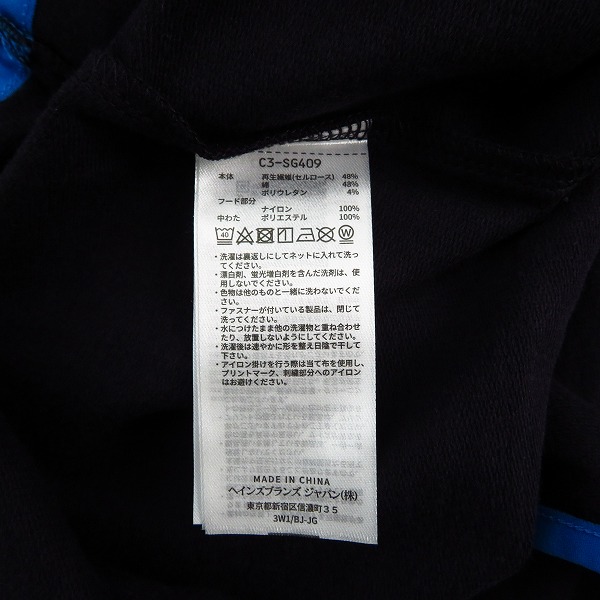 C3-SG409
本体 再生繊維(セルロース) 48%
綿 48%
ポリウレタン 4%
フード部分
ナイロン 100%
中わた ポリエステル 100%
40 W
・洗濯は裏返しにしてネットに入れて洗っ
てください。
・漂白剤、蛍光増白剤を含んだ洗剤は、使
用しないでください。
・色物は他のものと一緒に洗わないでくだ
さい。
・ファスナーが付いている製品は、閉じて
洗ってください。
・水につけたまま他の洗濯物と重ね合わせ
たり、放置しないようにしてください。
・洗濯後は速やかに形を整え日陰で干して
下さい。
・アイロン掛けを行う際は当て布を使用し、
プリントマーク、刺繍部分へのアイロン
はお避けください。
MADE IN CHINA
ヘインズブランズ ジャパン(株)
東京都新宿区信濃町35
3W1/BJ-JG